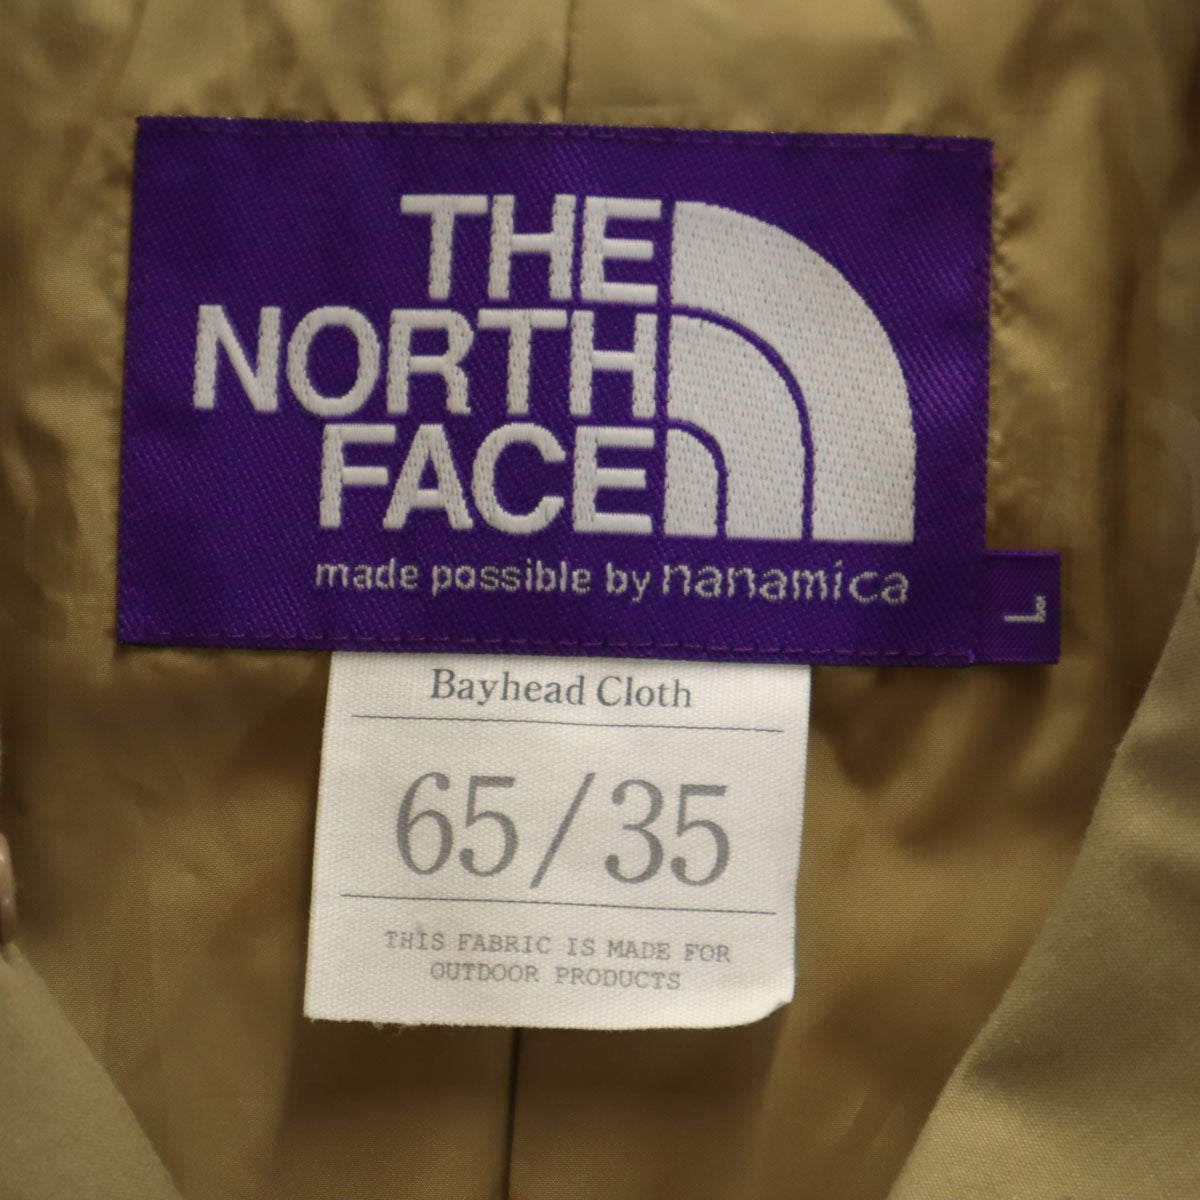 THE
NORTH
FACE
made possible by nanamica
L
Bayhead Cloth
65/35
THIS FABRIC IS MADE FOR
OUTDOOR PRODUCTS